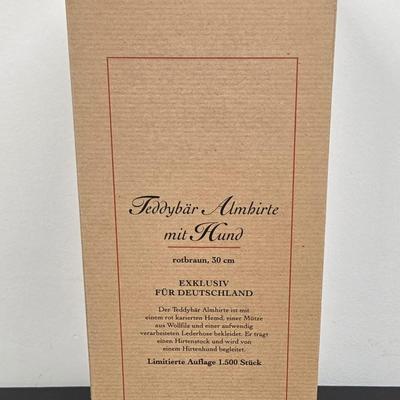 Teddybär Almhirte
mit Hund
rotbraun, 30 cm
EXKLUSIV
FÜR DEUTSCHLAND
Der Teddybär Almhirte ist mit
einem rot karierten Hemd, einer Mütze
aus Wollfilz und einer aufwendig
verarbeiteten Lederhose bekleidet. Er trägt
einen Hirtenstock und wird von
einem Hirtenhund begleitet.
Limitierte Auflage 1.500 Stück